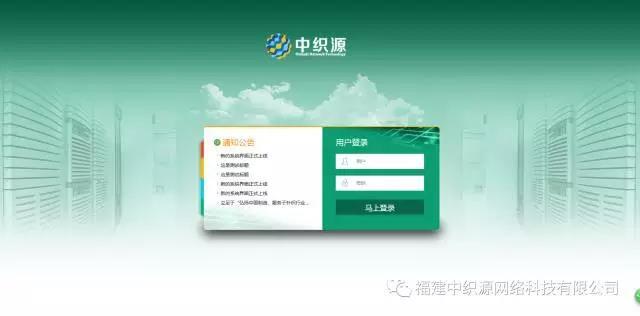 中织源
通知公告
· 新的系统界面正式上线
· 这是测试标题
· 这是测试标题
· 新的系统界面正式上线
· 新的系统界面正式上线
· 立足于“弘扬中国制造、服务于针织行业...
用户登录
用户
密码
马上登录
福建中织源网络科技有限公司